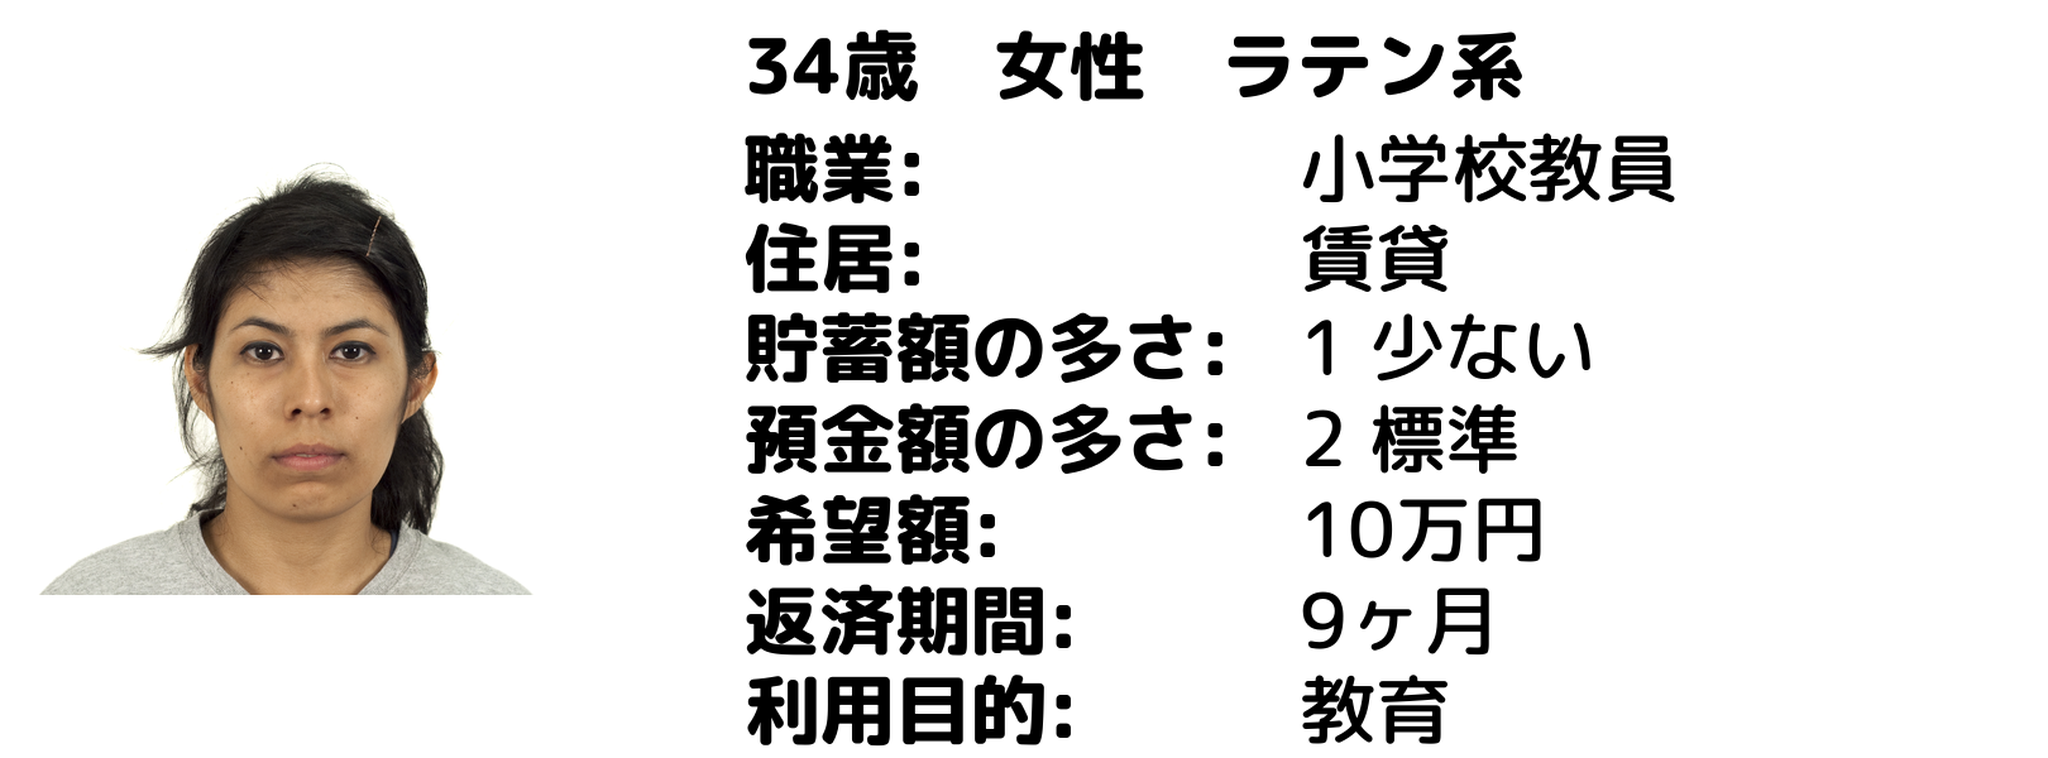 34歳　女性　ラテン系
職業: 小学校教員
住居: 賃貸
貯蓄額の多さ: 1 少ない
預金額の多さ: 2 標準
希望額: 10万円
返済期間: 9ヶ月
利用目的: 教育